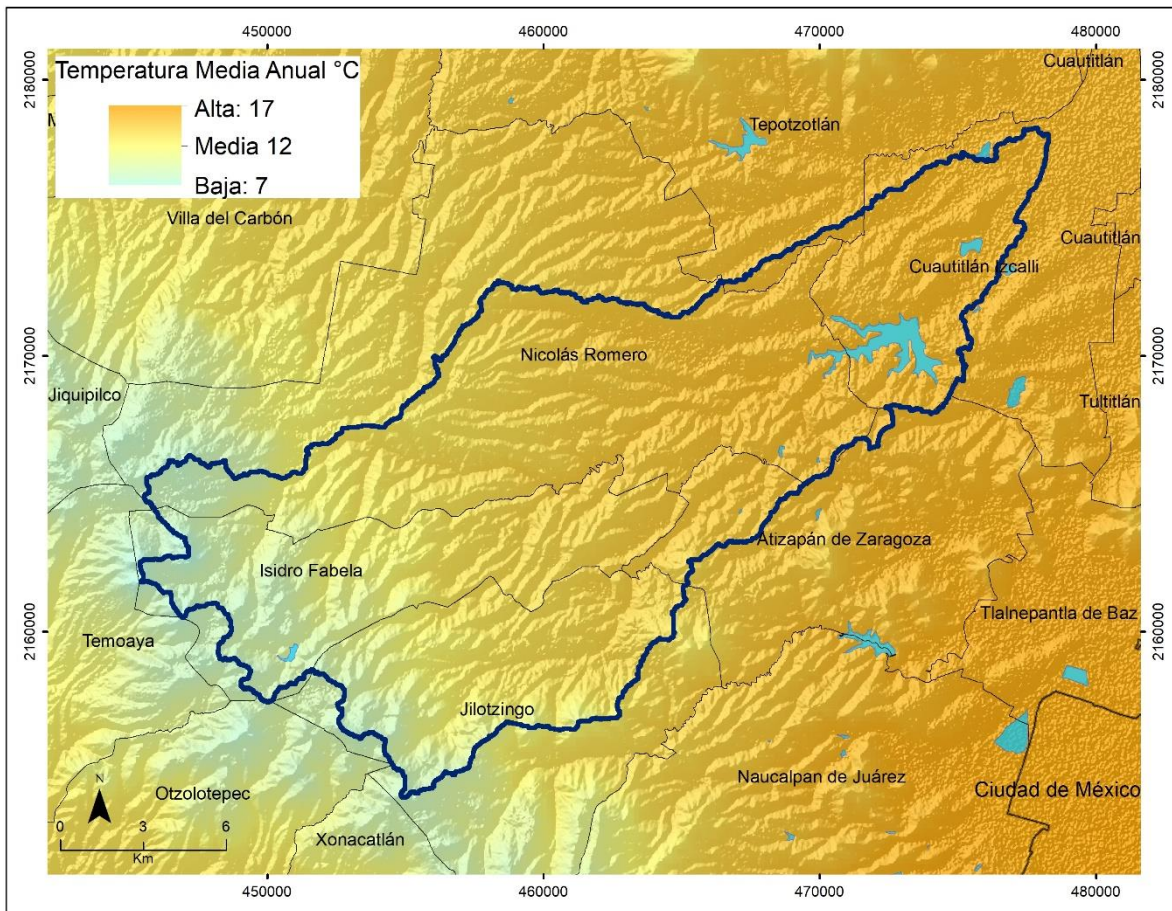 450000
460000
470000
480000
Cuautitlán
2180000
2180000
Temperatura Media Anual °C
Alta: 17
Media 12
Baja: 7
M
Tepotzotlán
Villa del Carbón
Cuautitlán
Cuautitlán Izcalli
2170000
2170000
Nicolás Romero
Jiquipilco
Tultitlán
Isidro Fabela
Atizapán de Zaragoza
2160000
2160000
Temoaya
Tlalnepantla de Baz
Jilotzingo
N
Otzolotepec
Naucalpan de Juárez
Ciudad de México
0 3 6
Km
Xonacatlán
450000
460000
470000
480000